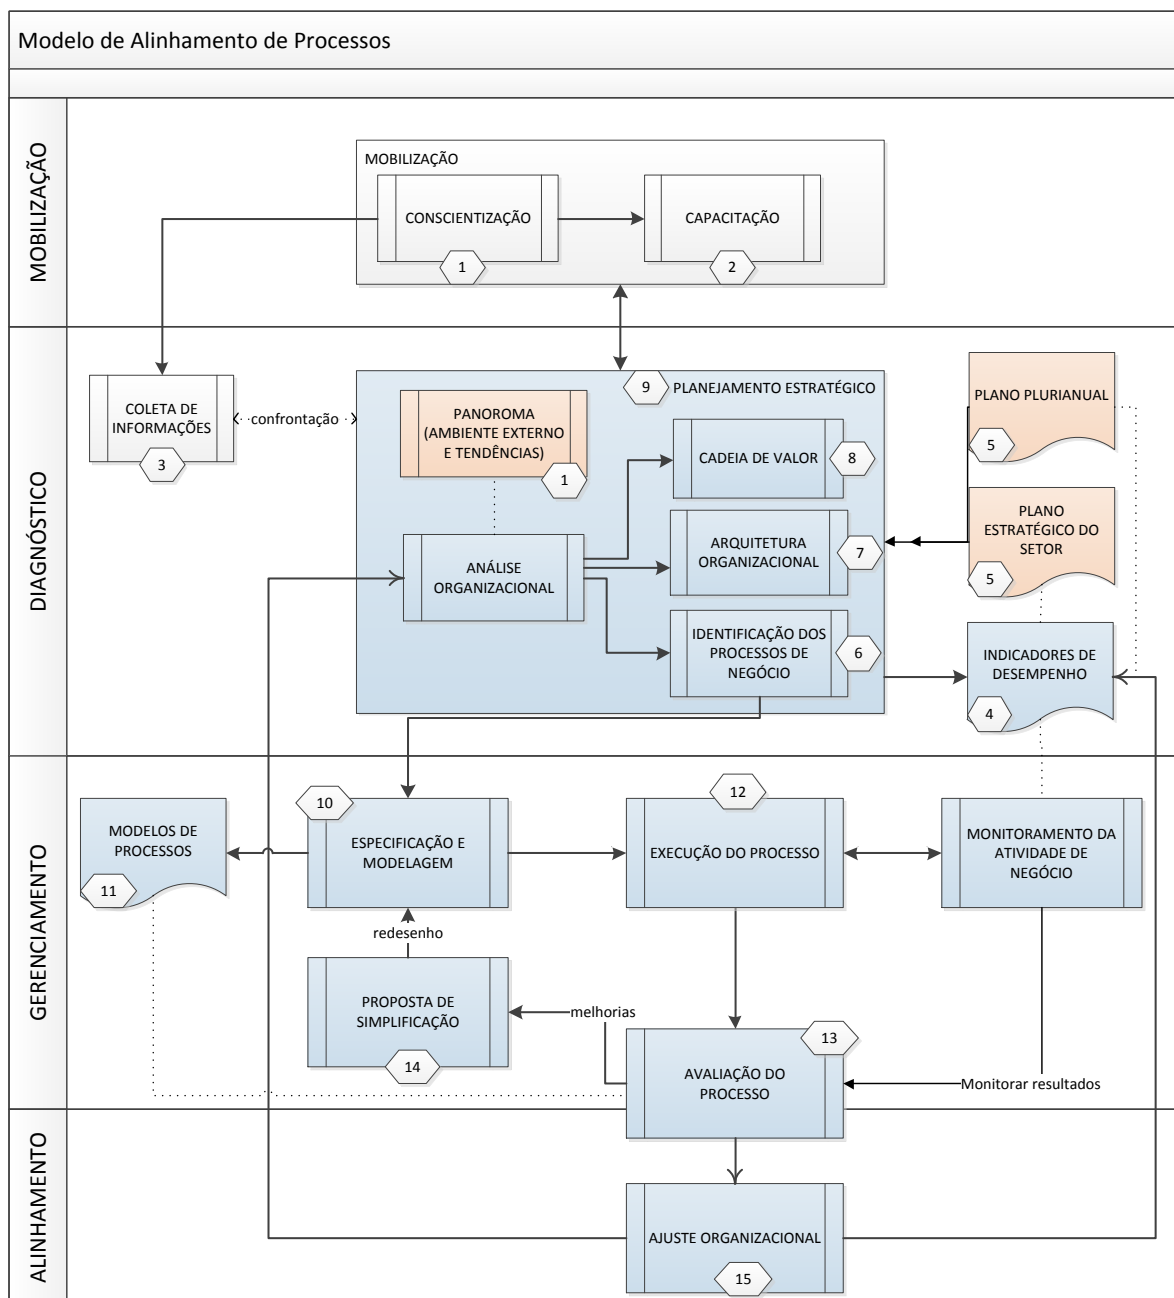 Modelo de Alinhamento de Processos
MOBILIZAÇÃO
MOBILIZAÇÃO
CONSCIENTIZAÇÃO
1
CAPACITAÇÃO
2
DIAGNÓSTICO
COLETA DE
INFORMAÇÕES
3
confrontação
9
PLANEJAMENTO ESTRATÉGICO
PANOROMA
(AMBIENTE EXTERNO
E TENDÊNCIAS)
1
CADEIA DE VALOR
8
ANÁLISE
ORGANIZACIONAL
ARQUITETURA
ORGANIZACIONAL
7
IDENTIFICAÇÃO DOS
PROCESSOS DE
NEGÓCIO
6
PLANO PLURIANUAL
5
PLANO
ESTRATÉGICO DO
SETOR
5
INDICADORES DE
DESEMPENHO
4
GERENCIAMENTO
MODELOS DE
PROCESSOS
11
10
ESPECIFICAÇÃO E
MODELAGEM
12
EXECUÇÃO DO PROCESSO
MONITORAMENTO DA
ATIVIDADE DE
NEGÓCIO
redesenho
PROPOSTA DE
SIMPLIFICAÇÃO
14
melhorias
13
AVALIAÇÃO DO
PROCESSO
Monitorar resultados
ALINHAMENTO
AJUSTE ORGANIZACIONAL
15